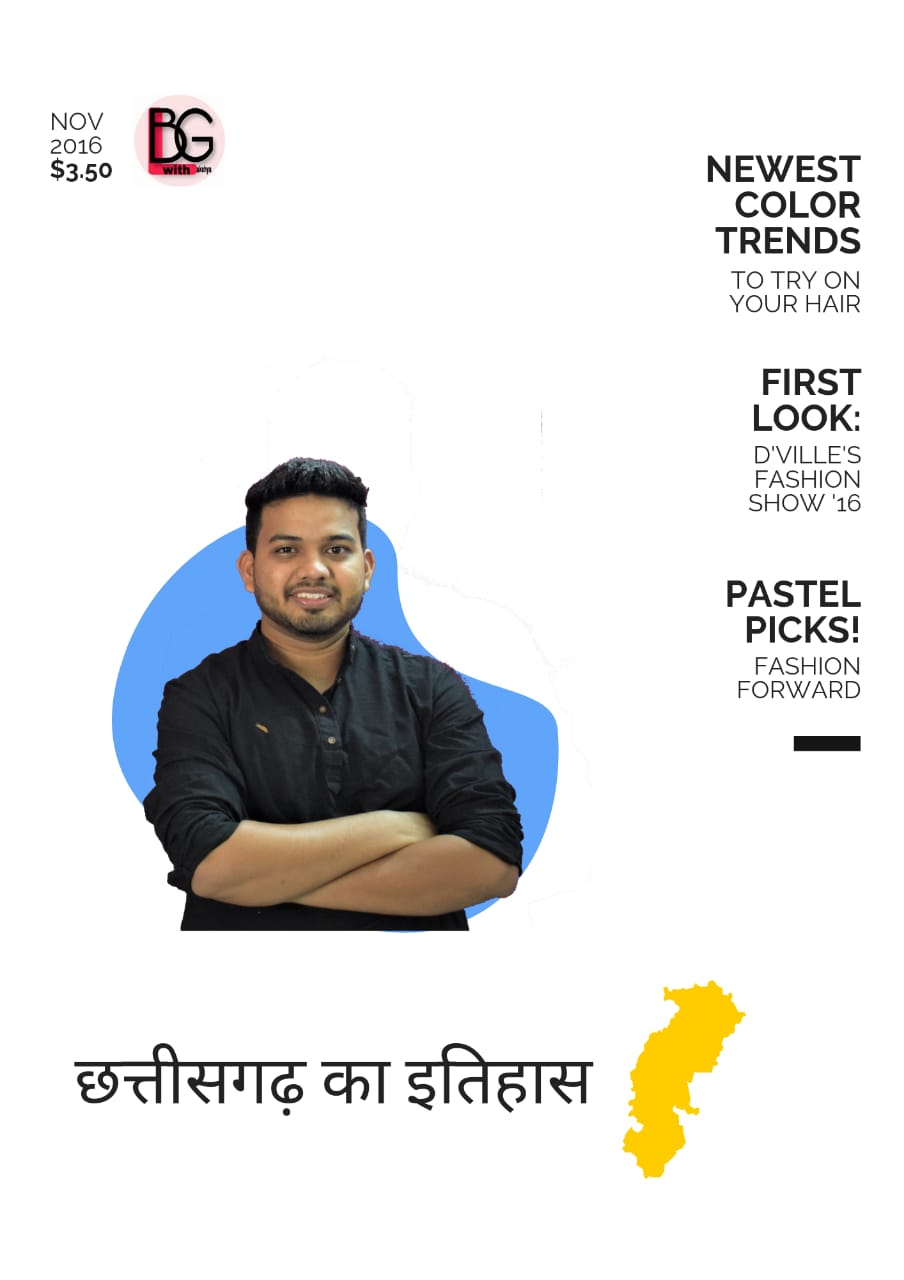 NOV
2016
$3.50
BG
with
NEWEST
COLOR
TRENDS
TO TRY ON
YOUR HAIR
FIRST
LOOK:
D'VILLE'S
FASHION
SHOW '16
PASTEL
PICKS!
FASHION
FORWARD
छत्तीसगढ़ का इतिहास